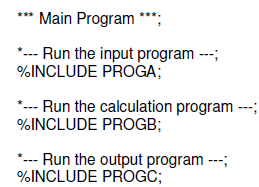 *** Main Program ***;
*--- Run the input program ---;
%INCLUDE PROGA;
*--- Run the calculation program ---;
%INCLUDE PROGB;
*--- Run the output program ---;
%INCLUDE PROGC;